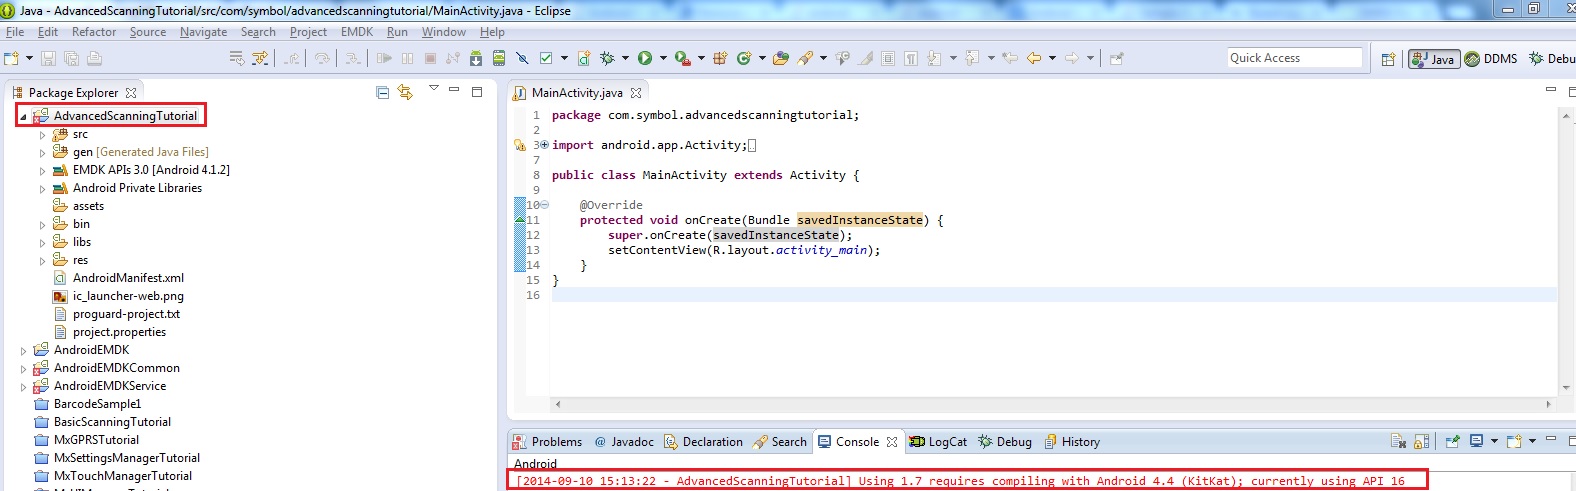 Java - AdvancedScanningTutorial/src/com/symbol/advancedscanningtutorial/MainActivity.java - Eclipse
File Edit Refactor Source Navigate Search Project EMDK Run Window Help
Quick Access
Java DDMS Debu
Package Explorer
AdvancedScanningTutorial
src
gen [Generated Java Files]
EMDK APIs 3.0 [Android 4.1.2]
Android Private Libraries
assets
bin
libs
res
AndroidManifest.xml
ic_launcher-web.png
proguard-project.txt
project.properties
AndroidEMDK
AndroidEMDKCommon
AndroidEMDKService
BarcodeSample1
BasicScanningTutorial
MxGPRSTutorial
MxSettingsManagerTutorial
MxTouchManagerTutorial
MainActivity.java
1 package com.symbol.advancedscanningtutorial;
2
3 import android.app.Activity;
7
8 public class MainActivity extends Activity {
9
10 @Override
11 protected void onCreate(Bundle savedInstanceState) {
12 super.onCreate(savedInstanceState);
13 setContentView(R.layout.activity_main);
14 }
15 }
16
Problems @ Javadoc Declaration Search Console LogCat Debug History
Android
[2014-09-10 15:13:22 - AdvancedScanningTutorial] Using 1.7 requires compiling with Android 4.4 (KitKat); currently using API 16